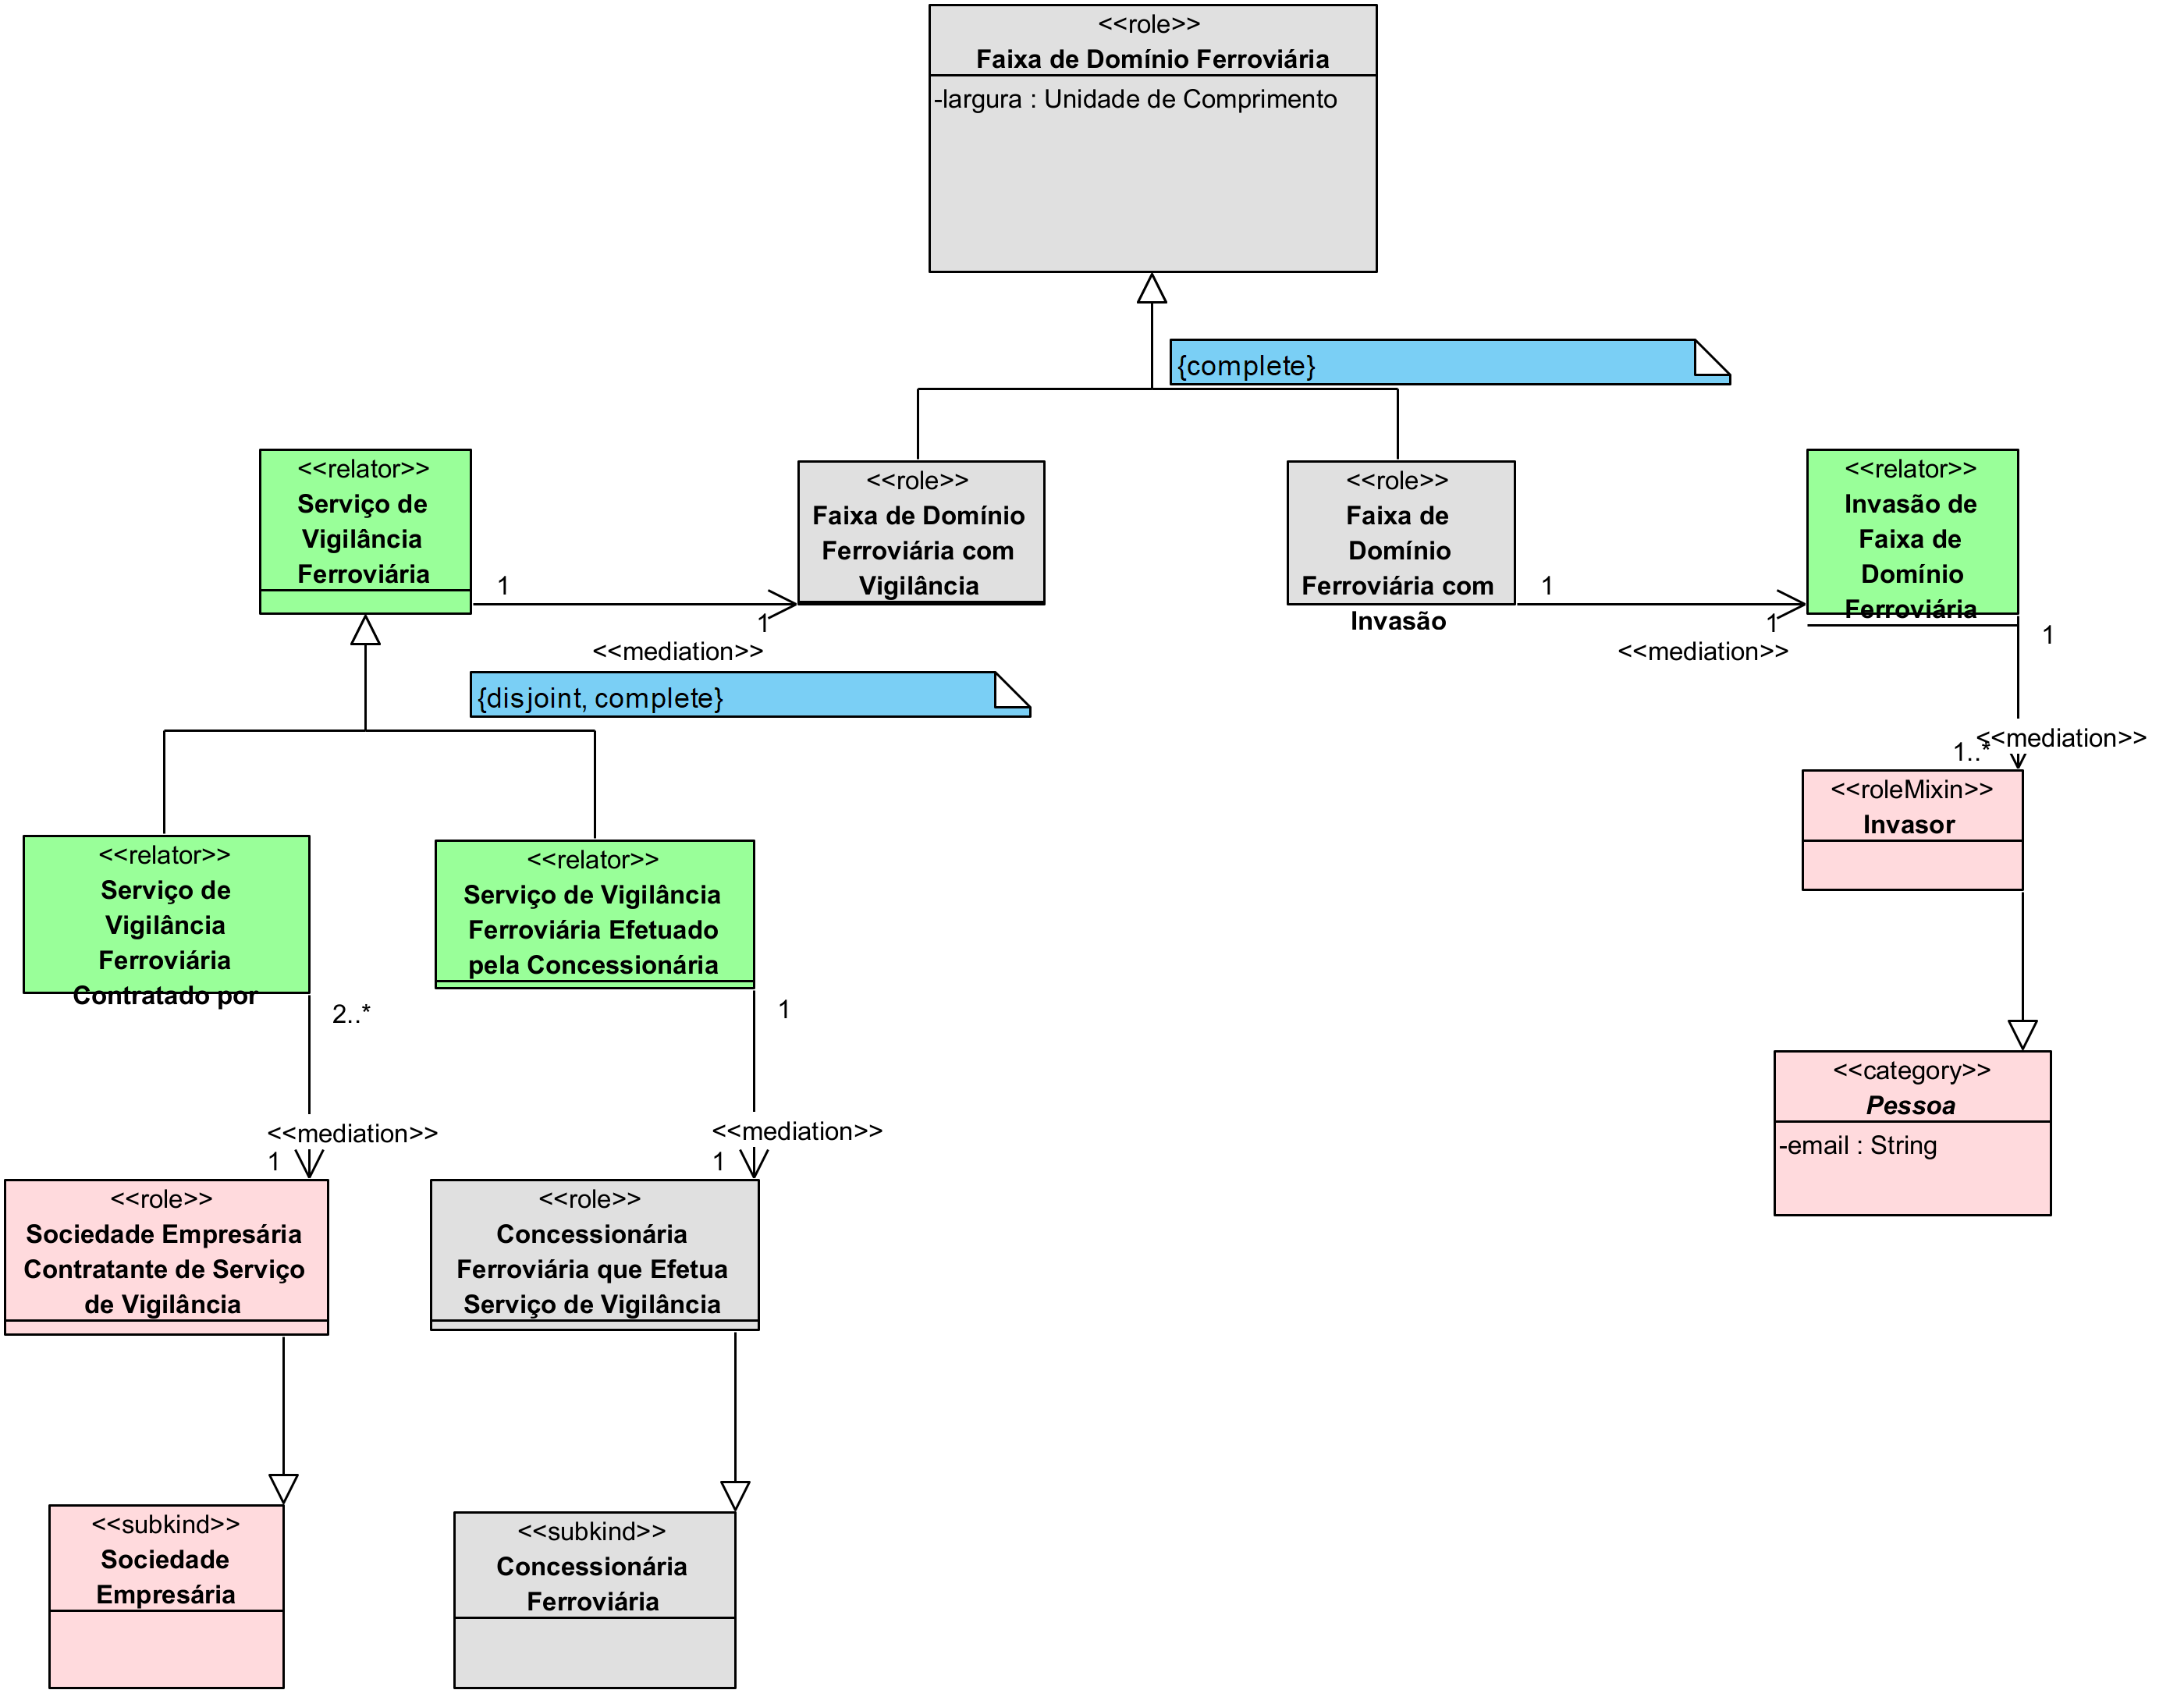 <<role>>
Faixa de Domínio Ferroviária
-largura : Unidade de Comprimento
{complete}
<<relator>>
Serviço de
Vigilância
Ferroviária
1
1
<<mediation>>
<<role>>
Faixa de Domínio
Ferroviária com
Vigilância
<<role>>
Faixa de
Domínio
Ferroviária com
Invasão
1
1
<<mediation>>
<<relator>>
Invasão de
Faixa de
Domínio
Ferroviária
1
<<mediation>>
1..*
{disjoint, complete}
<<roleMixin>>
Invasor
<<relator>>
Serviço de
Vigilância
Ferroviária
Contratado por
2..*
<<mediation>>
1
<<relator>>
Serviço de Vigilância
Ferroviária Efetuado
pela Concessionária
1
<<mediation>>
1
<<category>>
Pessoa
-email : String
<<role>>
Sociedade Empresária
Contratante de Serviço
de Vigilância
<<role>>
Concessionária
Ferroviária que Efetua
Serviço de Vigilância
<<subkind>>
Sociedade
Empresária
<<subkind>>
Concessionária
Ferroviária